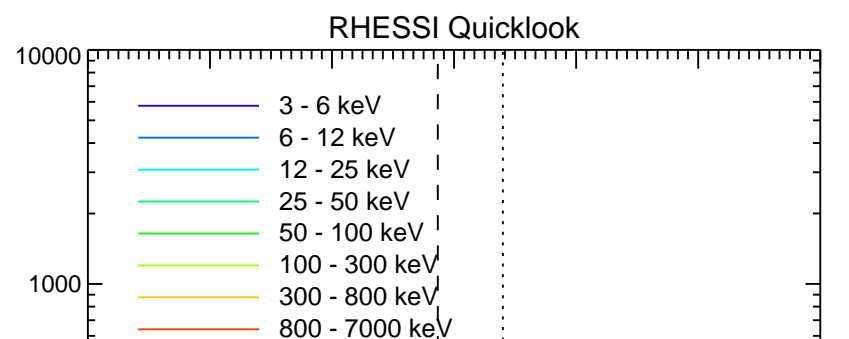 RHESSI Quicklook
10000
3 - 6 keV
6 - 12 keV
12 - 25 keV
25 - 50 keV
50 - 100 keV
100 - 300 keV
1000
300 - 800 keV
800 - 7000 keV